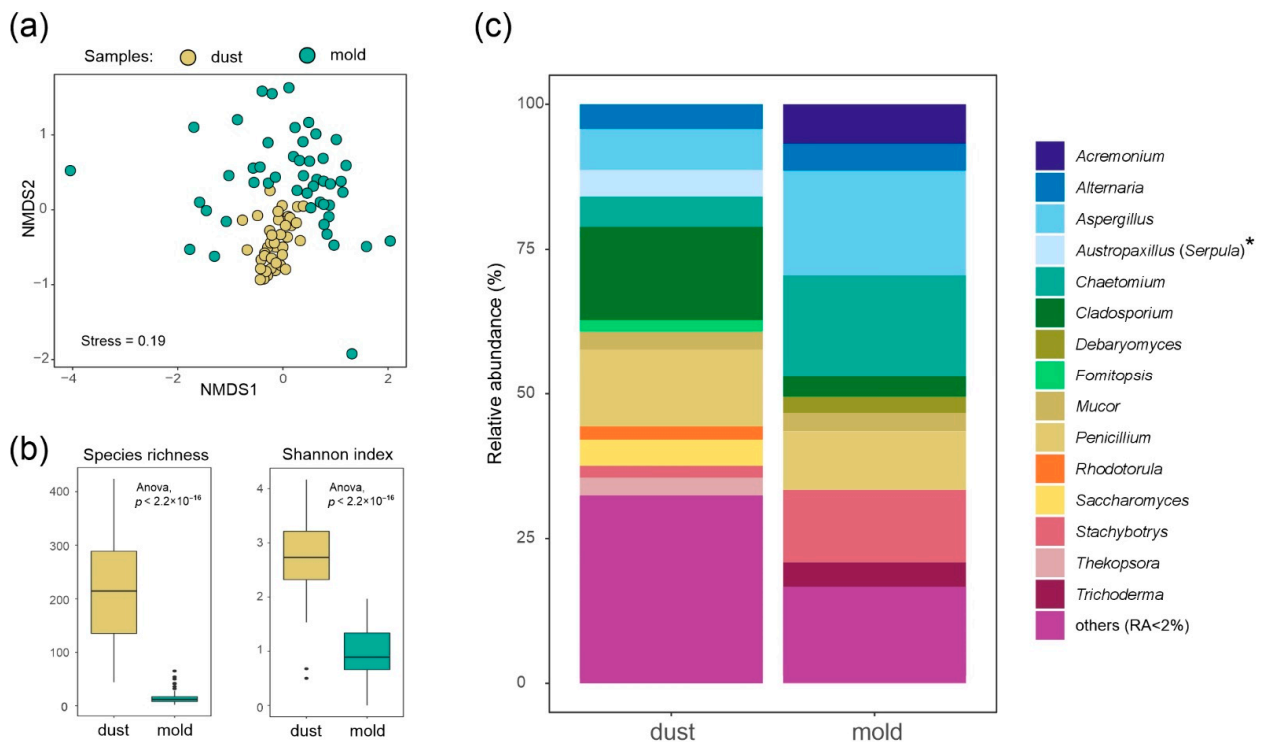 (a)
Samples: dust mold
NMDS2
1
0
−1
−2
Stress = 0.19
−4 −2 0 2
NMDS1
(b)
Species richness
Anova,
p < 2.2×10⁻¹⁶
400
300
200
100
0
dust mold
Shannon index
Anova,
p < 2.2×10⁻¹⁶
4
3
2
1
0
dust mold
(c)
Relative abundance (%)
100
75
50
25
0
dust mold
Acremonium
Alternaria
Aspergillus
Austropaxillus (Serpula)*
Chaetomium
Cladosporium
Debaryomyces
Fomitopsis
Mucor
Penicillium
Rhodotorula
Saccharomyces
Stachybotrys
Thekopsora
Trichoderma
others (RA<2%)